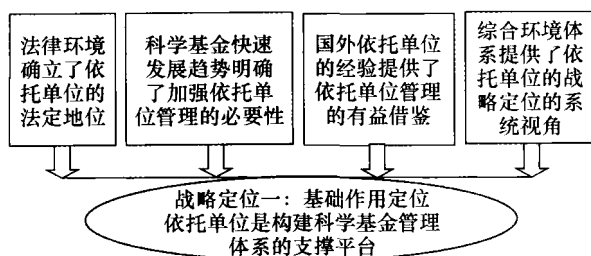 法律环境
确立了依
托单位的
法定地位
科学基金快速
发展趋势明确
了加强依托单
位管理的必要性
国外依托单位
的经验提供了
依托单位管理
的有益借鉴
综合环境体
系提供了依
托单位的战
略定位的系
统视角
战略定位一：基础作用定位
依托单位是构建科学基金管理
体系的支撑平台